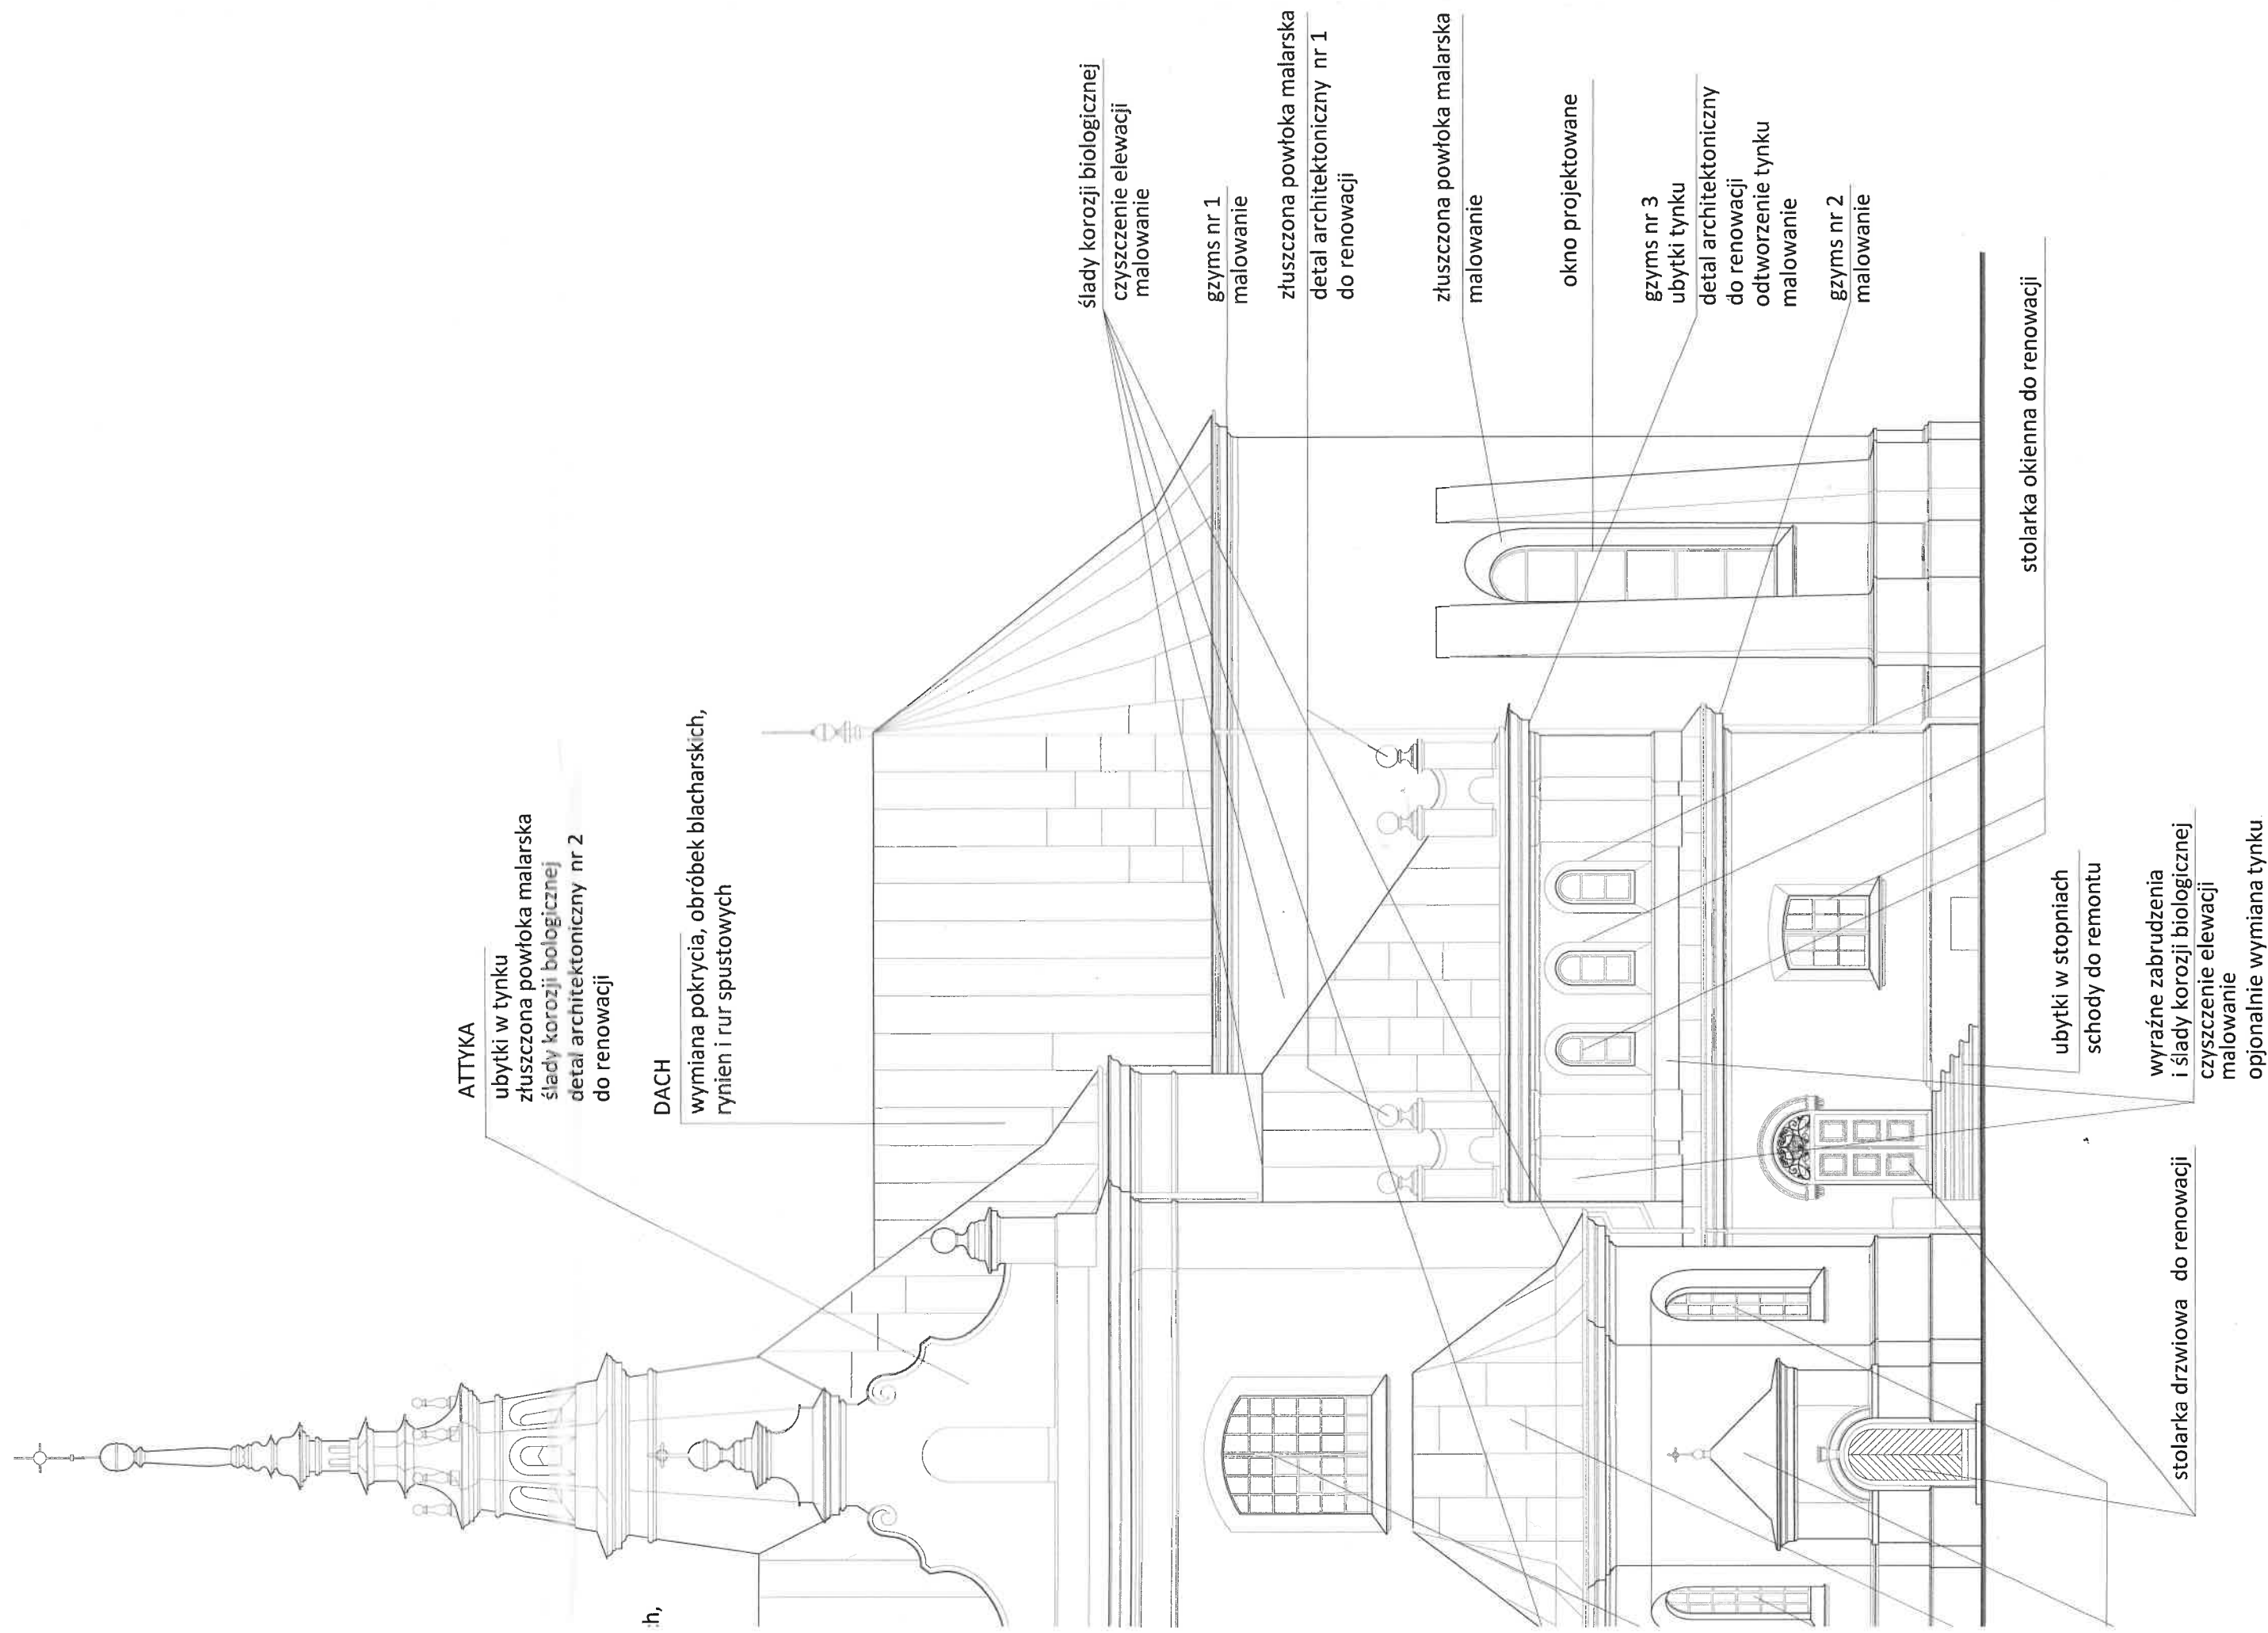 ATTYKA
ubytki w tynku
złuszczona powłoka malarska
ślady korozji bologicznej
detal architektoniczny nr 2
do renowacji
:h,
DACH
wymiana pokrycia, obróbek blacharskich,
rynien i rur spustowych
ślady korozji biologicznej
czyszczenie elewacji
malowanie
gzyms nr 1
malowanie
złuszczona powłoka malarska
detal architektoniczny nr 1
do renowacji
złuszczona powłoka malarska
malowanie
okno projektowane
gzyms nr 3
ubytki tynku
detal architektoniczny
do renowacji
odtworzenie tynku
malowanie
gzyms nr 2
malowanie
stolarka okienna do renowacji
ubytki w stopniach
schody do remontu
wyraźne zabrudzenia
i ślady korozji biologicznej
czyszczenie elewacji
malowanie
opjonalnie wymiana tynku
stolarka drzwiowa do renowacji